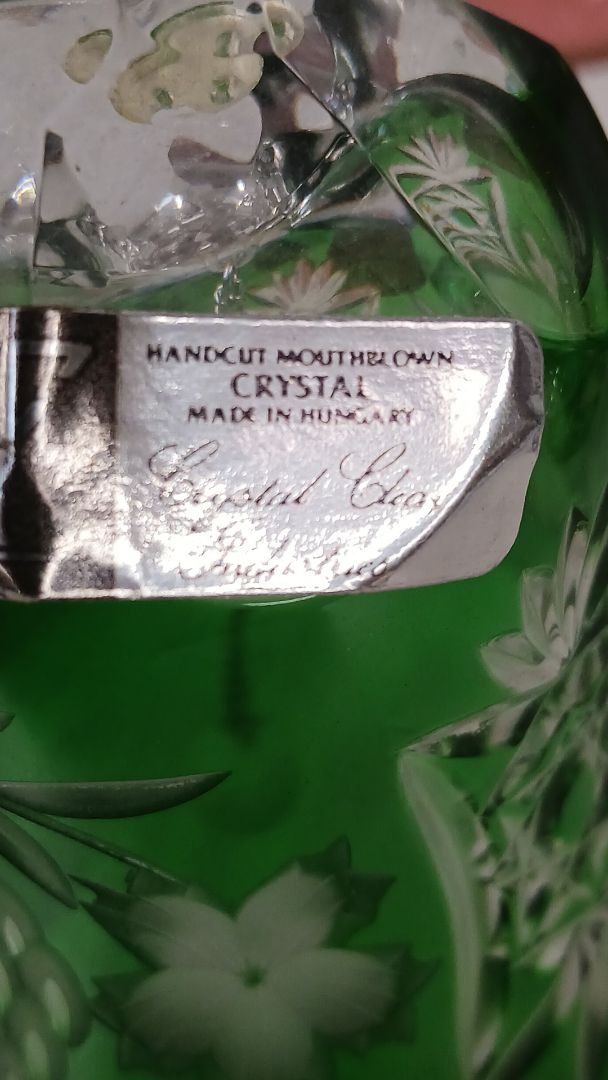 HANDCUT MOUTHBLOWN
CRYSTAL
MADE IN HUNGARY
Crystal Clear